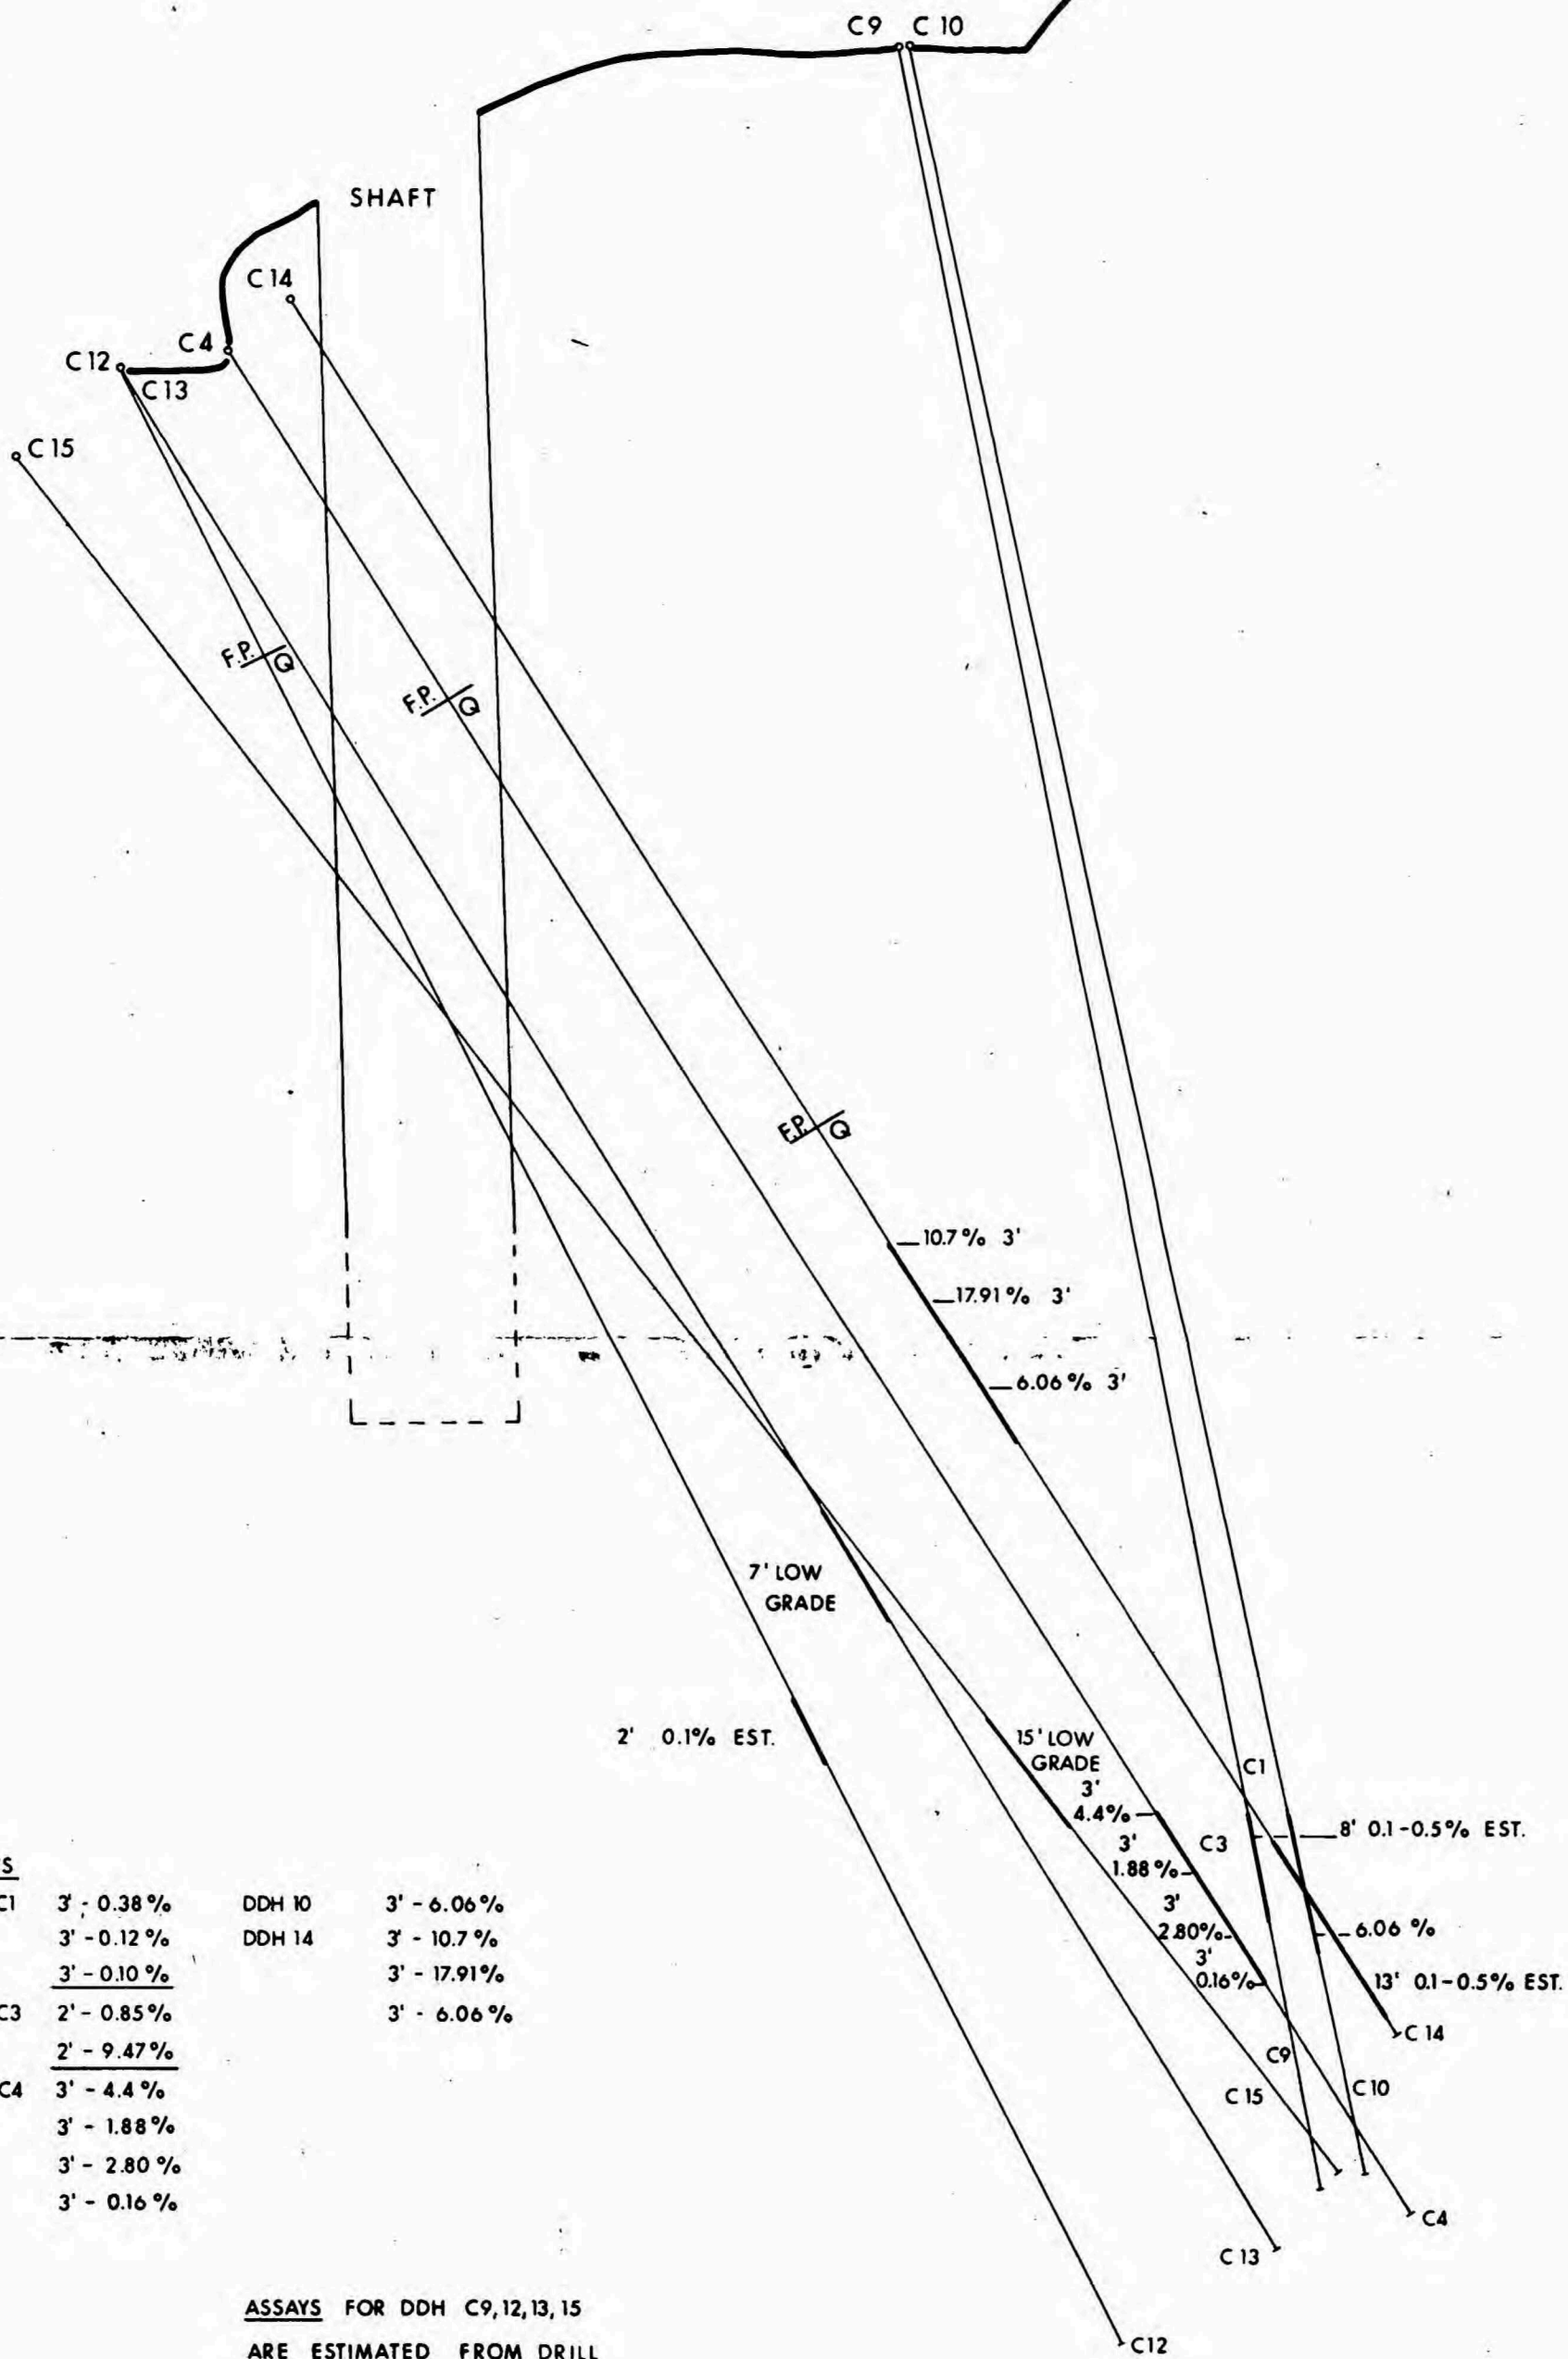 C9 C10
SHAFT
C14
C4
C12
C13
C15
F.P. Q
F.P. Q
F.P. Q
10.7% 3'
17.91% 3'
6.06% 3'
7' LOW
GRADE
2' 0.1% EST.
15' LOW
GRADE
3'
4.4%
C1
C3
8' 0.1-0.5% EST.
3'
1.88%
3'
2.80%
6.06 %
3'
0.16%
13' 0.1-0.5% EST.
C14
C9
C15
C10
C4
C13
C12
S
C1 3' - 0.38% DDH 10 3' - 6.06%
3' - 0.12% DDH 14 3' - 10.7%
3' - 0.10% 3' - 17.91%
C3 2' - 0.85% 3' - 6.06%
2' - 9.47%
C4 3' - 4.4%
3' - 1.88%
3' - 2.80%
3' - 0.16%
ASSAYS FOR DDH C9,12,13,15
ARE ESTIMATED FROM DRILL